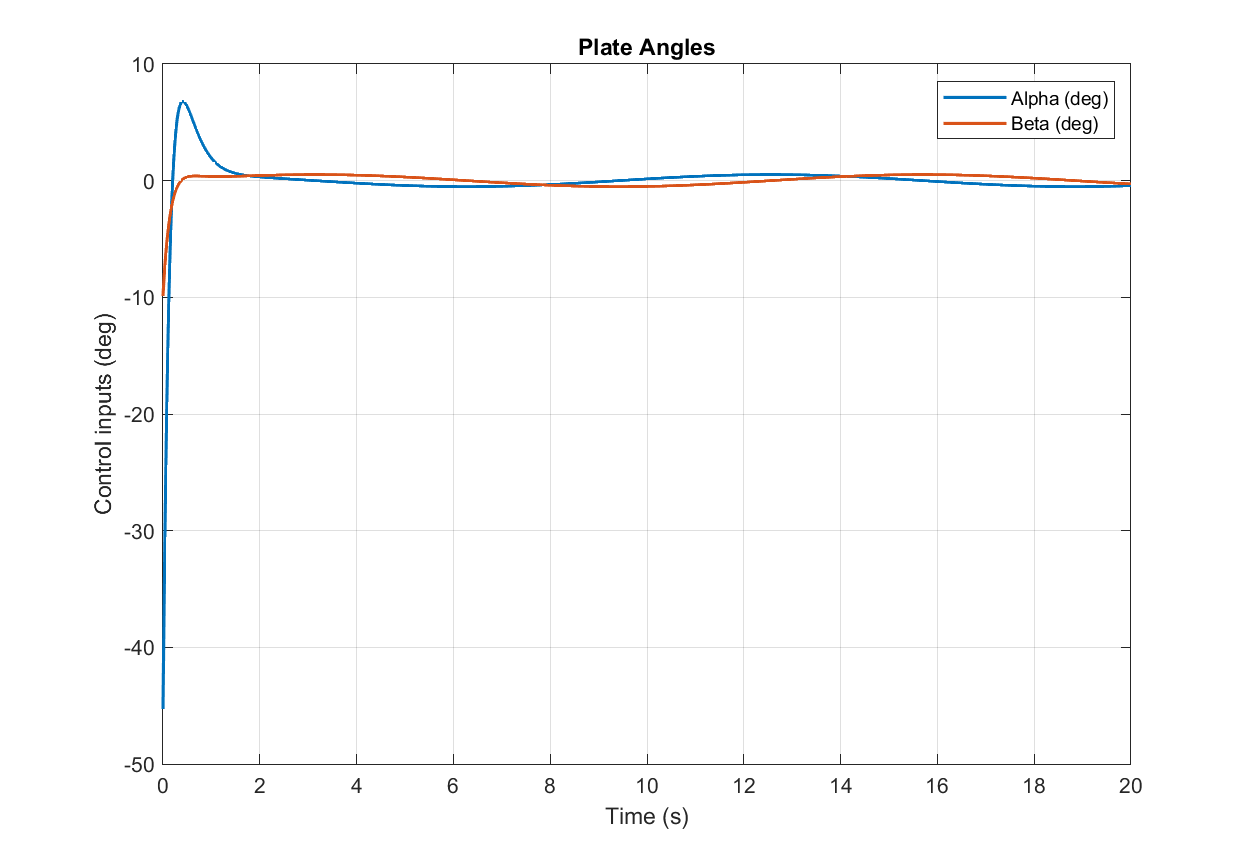 Plate Angles
10
0
-10
-20
-30
-40
-50
Control inputs (deg)
Alpha (deg)
Beta (deg)
0 2 4 6 8 10 12 14 16 18 20
Time (s)